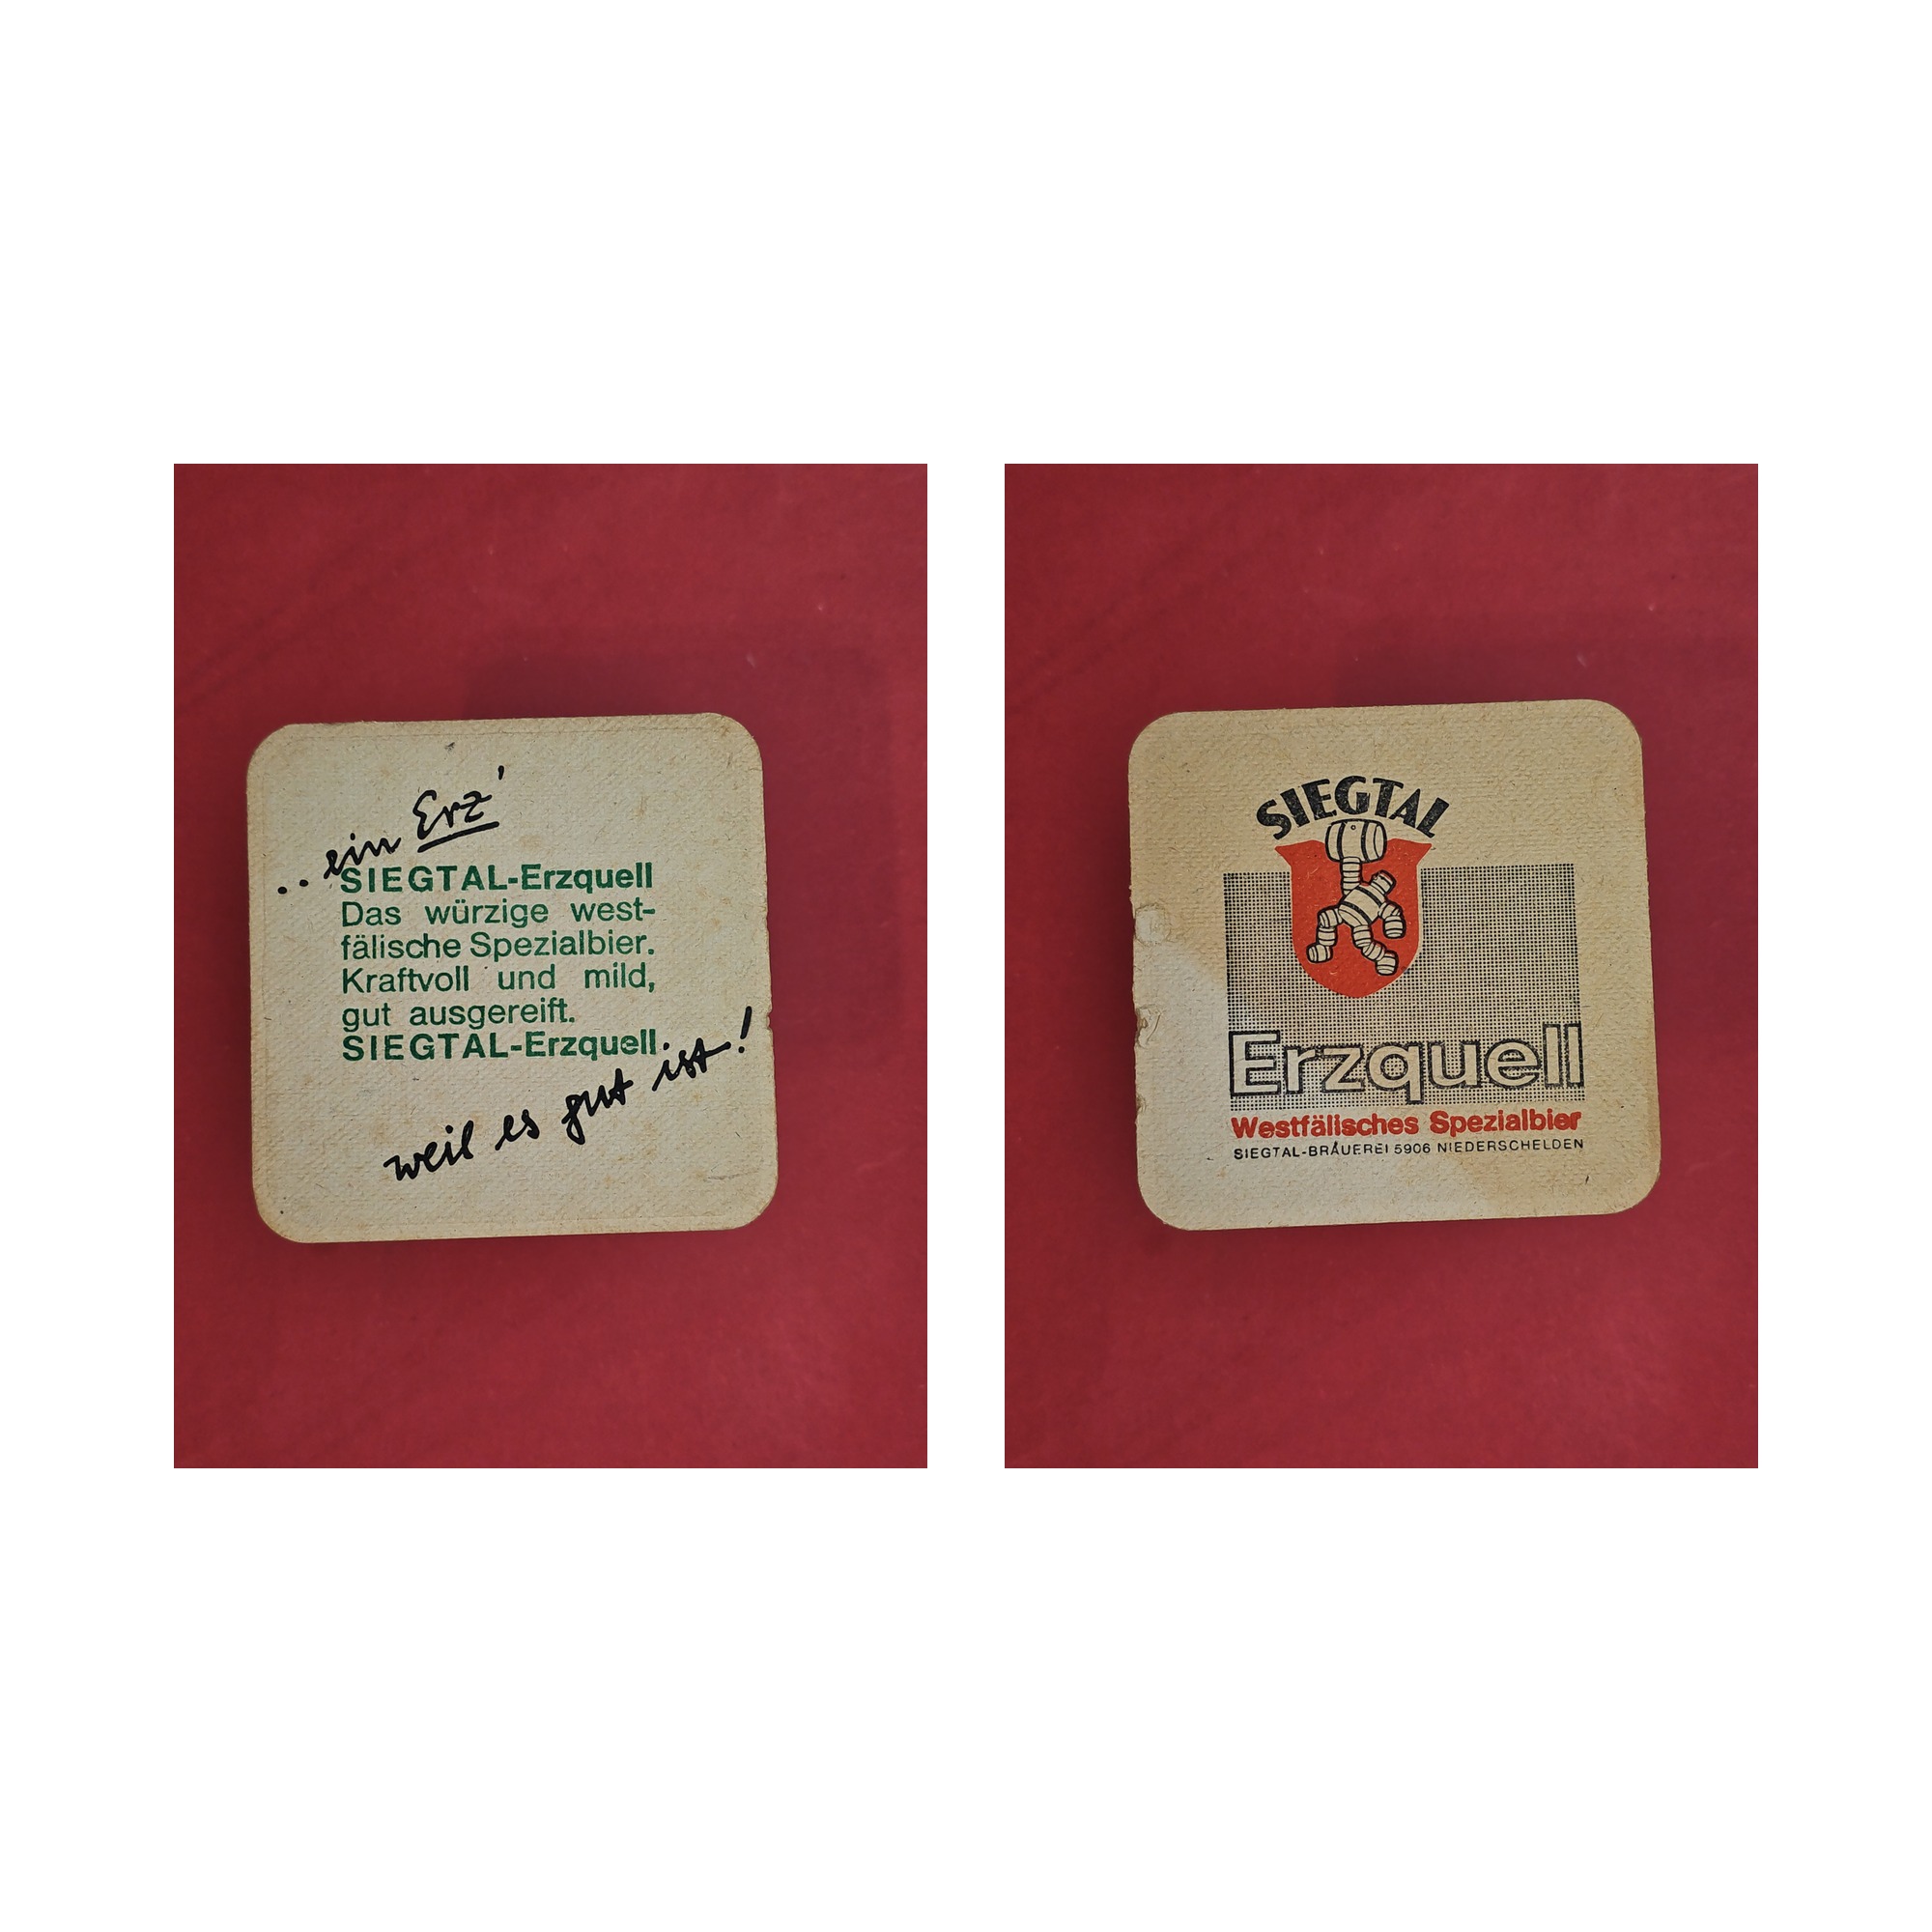 .. ein Erz'
SIEGTAL-Erzquell
Das würzige west-
fälische Spezialbier.
Kraftvoll und mild,
gut ausgereift.
SIEGTAL-Erzquell.
weil es gut ist!
SIEGTAL
Erzquell
Westfälisches Spezialbier
SIEGTAL-BRAUEREI 5906 NIEDERSCHELDEN